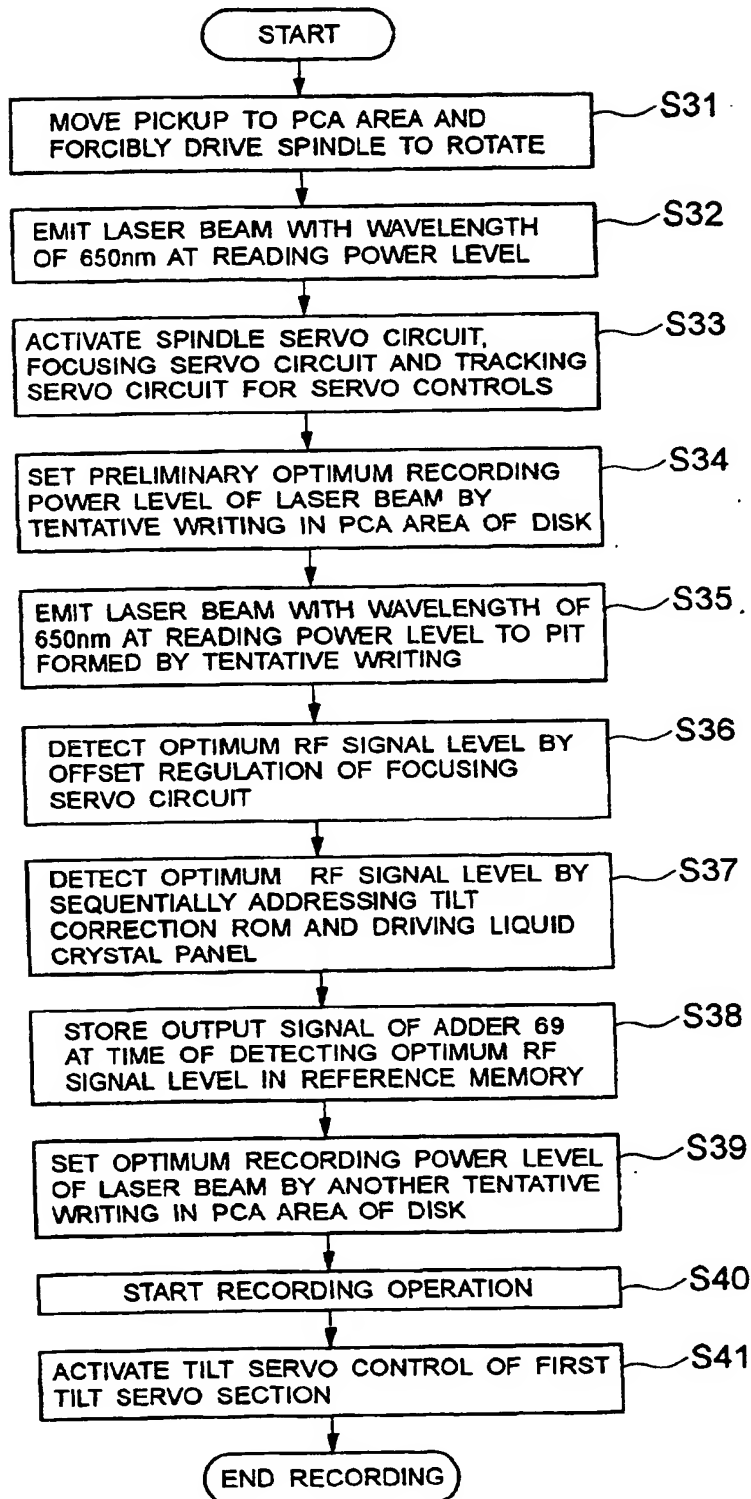 START
S31
MOVE PICKUP TO PCA AREA AND
FORCIBLY DRIVE SPINDLE TO ROTATE
S32
EMIT LASER BEAM WITH WAVELENGTH
OF 650nm AT READING POWER LEVEL
S33
ACTIVATE SPINDLE SERVO CIRCUIT,
FOCUSING SERVO CIRCUIT AND TRACKING
SERVO CIRCUIT FOR SERVO CONTROLS
S34
SET PRELIMINARY OPTIMUM RECORDING
POWER LEVEL OF LASER BEAM BY
TENTATIVE WRITING IN PCA AREA OF DISK
S35
EMIT LASER BEAM WITH WAVELENGTH OF
650nm AT READING POWER LEVEL TO PIT
FORMED BY TENTATIVE WRITING
S36
DETECT OPTIMUM RF SIGNAL LEVEL BY
OFFSET REGULATION OF FOCUSING
SERVO CIRCUIT
S37
DETECT OPTIMUM RF SIGNAL LEVEL BY
SEQUENTIALLY ADDRESSING TILT
CORRECTION ROM AND DRIVING LIQUID
CRYSTAL PANEL
S38
STORE OUTPUT SIGNAL OF ADDER 69
AT TIME OF DETECTING OPTIMUM RF
SIGNAL LEVEL IN REFERENCE MEMORY
S39
SET OPTIMUM RECORDING POWER LEVEL
OF LASER BEAM BY ANOTHER TENTATIVE
WRITING IN PCA AREA OF DISK
S40
START RECORDING OPERATION
S41
ACTIVATE TILT SERVO CONTROL OF FIRST
TILT SERVO SECTION
END RECORDING